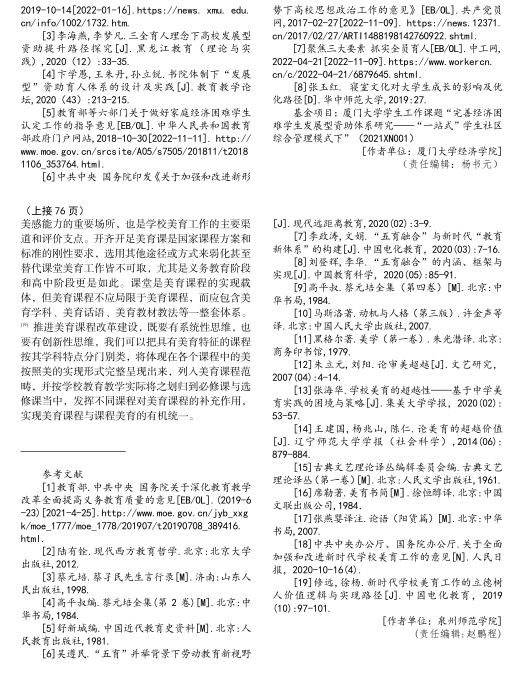 2019-10-14[2022-01-16].https://news. xmu. edu.
cn/info/1002/1732. htm.
[3]李海燕,李梦凡.三全育人理念下高校发展型
资助提升路径探究[J].黑龙江教育（理论与实
践）,2020（12）:33-35.
[4]卞学愚,王朱丹,孙立锐.书院体制下“发展
型”资助育人体系的设计及实践[J].教育教学论
坛,2020（43）:213-215.
[5]教育部等六部门关于做好家庭经济困难学生
认定工作的指导意见[EB/OL].中华人民共和国教育
部政府门户网站,2018-10-30[2022-11-11]. http://
www.moe.gov.cn/srcsite/A05/s7505/201811/t2018
1106_353764.html.
[6]中共中央 国务院印发《关于加强和改进新形
势下高校思想政治工作的意见》[EB/OL].共产党员
网,2017-02-27[2022-11-09]. https://news.12371.
cn/2017/02/27/ARTI1488198142760922.shtml.
[7]聚焦三大要素 抓实全员育人[EB/OL].中工网,
2022-04-21[2022-11-09].https://www.workercn.
cn/c/2022-04-21/6879645.shtml.
[8]张玉红. 寝室文化对大学生成长的影响及优
化路径[D].华中师范大学,2019:27.
基金项目：厦门大学学生工作课题“完善经济困
难学生发展型资助体系研究——“一站式”学生社区
综合管理模式下”（2021XN001）
[作者单位：厦门大学经济学院]
（责任编辑：杨书元）
（上接 76 页）
美感能力的重要场所，也是学校美育工作的主要渠
道和评价支点。开齐开足美育课是国家课程方案和
标准的刚性要求，选用其他途径或方式来弱化甚至
替代课堂美育工作皆不可取，尤其是义务教育阶段
和高中阶段更是如此。课堂是美育课程的实现载
体，但美育课程不应局限于美育课程，而应包含美
育学科、美育话语、美育教材教法等一整套体系。
[19] 推进美育课程改革建设，既要有系统性思维，也
要有创新性思维，我们可以把具有美育特征的课程
按其学科特点分门别类，将体现在各个课程中的美
按照美的实现形式完整呈现出来，列入美育课程范
畴，并按学校教育教学实际将之划归到必修课与选
修课当中，发挥不同课程对美育课程的补充作用，
实现美育课程与课程美育的有机统一。
参考文献
[1]教育部.中共中央 国务院关于深化教育教学
改革全面提高义务教育质量的意见[EB/OL].(2019-6
-23)[2021-4-25].http://www.moe.gov.cn/jyb_xxg
k/moe_1777/moe_1778/201907/t20190708_389416.
html.
[2]陆有铨.现代西方教育哲学.北京:北京大学
出版社,2012.
[3]蔡元培.蔡孑民先生言行录[M].济南:山东人
民出版社,1998.
[4]高平叔编.蔡元培全集(第 2 卷)[M].北京:中
华书局,1984.
[5]舒新城编.中国近代教育史资料[M].北京:人
民教育出版社,1981.
[6]吴遵民.“五育”并举背景下劳动教育新视野
[J].现代远距离教育,2020(02):3-9.
[7]李政涛,文娟.“五育融合”与新时代“教育
新体系”的构建[J].中国电化教育,2020(03):7-16.
[8]刘登珲,李华.“五育融合”的内涵、框架与
实现[J].中国教育科学, 2020(05):85-91.
[9]高平叔.蔡元培全集（第四卷）[M].北京:中
华书局,1984.
[10]马斯洛著.动机与人格(第三版).许金声等
译.北京:中国人民大学出版社,2007.
[11]黑格尔著.美学(第一卷).朱光潜译.北京:
商务印书馆,1979.
[12]朱立元,刘阳.论审美超越[J].文艺研究,
2007(04):4-14.
[13]张海华.学校美育的超越性——基于中学美
育实践的困境与策略[J].集美大学学报, 2020(02):
53-57.
[14]王建国,杨兆山,陈仁.论美育的超越价值
[J].辽宁师范大学学报（社会科学）,2014(06):
879-884.
[15]古典文艺理论译丛编辑委员会编.古典文艺
理论译丛(第一卷)[M].北京:人民文学出版社,1961.
[16]席勒著.美育书简[M].徐恒醇译.北京:中国
文联出版公司,1984.
[17]张燕婴译注.论语（阳货篇）[M].北京:中华
书局,2007.
[18]中共中央办公厅、国务院办公厅.关于全面
加强和改进新时代学校美育工作的意见[N].人民日
报, 2020-10-16(4).
[19]修远,徐杨.新时代学校美育工作的立德树
人价值逻辑与实现路径[J].中国电化教育, 2019
(10):97-101.
[作者单位：泉州师范学院]
(责任编辑:赵鹏程)